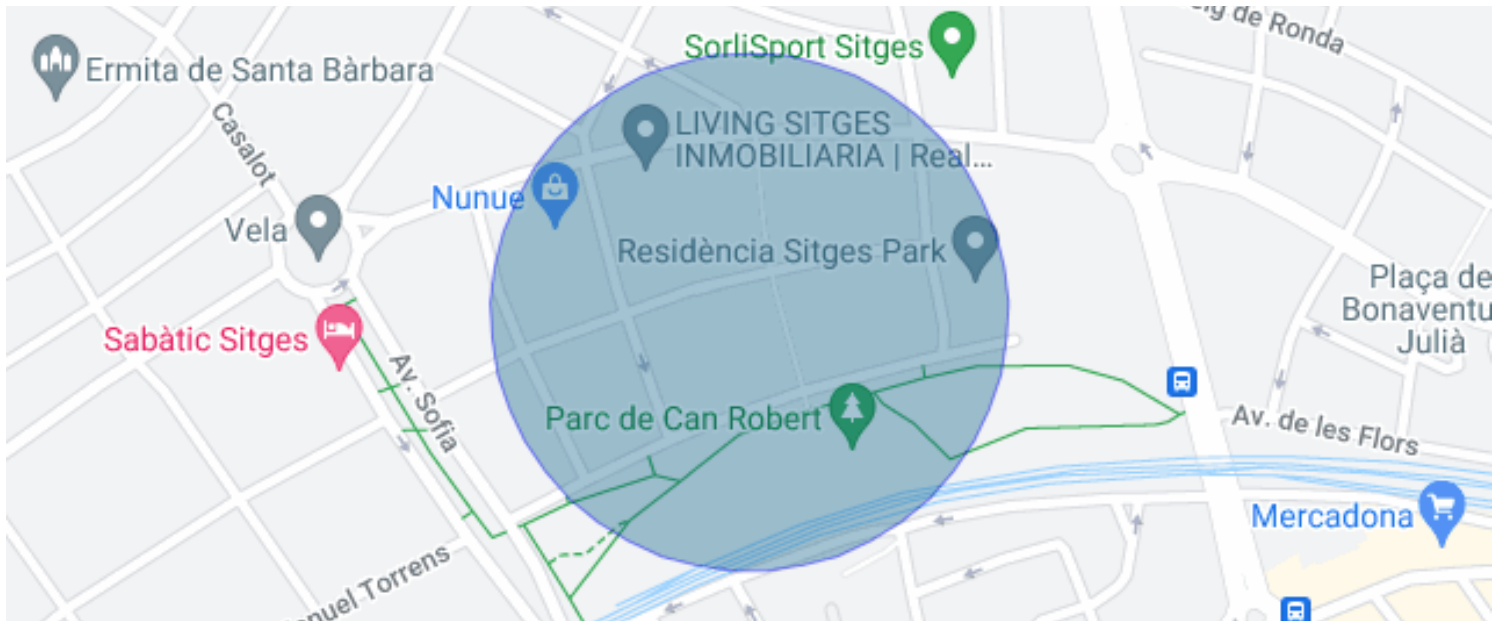 ig de Ronda
SorliSport Sitges
Ermita de Santa Bàrbara
Casalot
LIVING SITGES
INMOBILIARIA | Real...
Nunue
Vela
Residència Sitges Park
Plaça de
Bonaventu
Julià
Sabàtic Sitges
Av. Sofia
Parc de Can Robert
Av. de les Flors
Mercadona
nuel Torrens